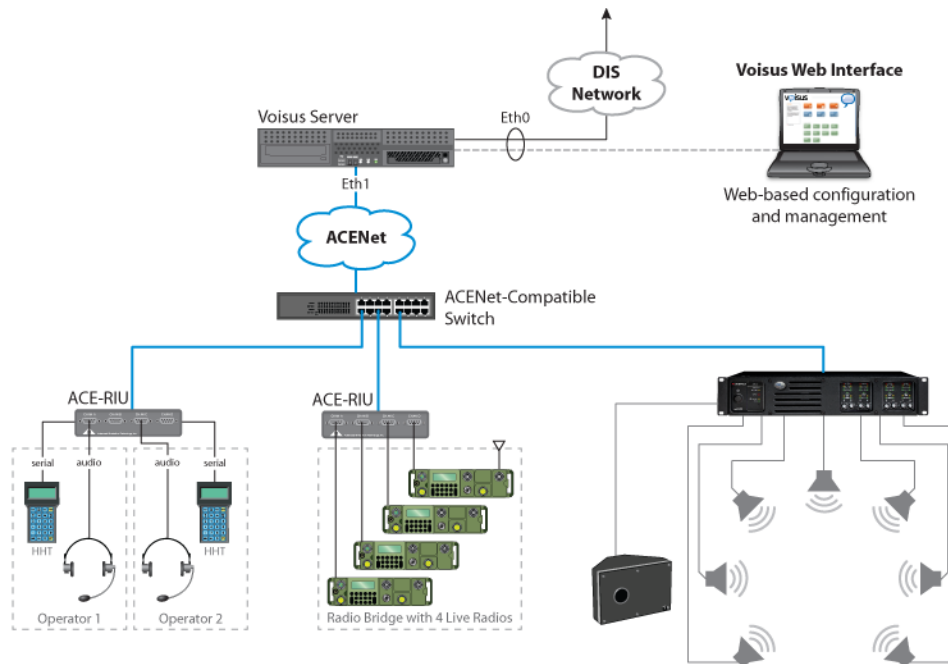 DIS
Network
Voisus Web Interface
Voisus Server
Eth0
voisus
Eth1
Web-based configuration
and management
ACENet
ACENet-Compatible
Switch
ACE-RIU
ACE-RIU
serial
audio
audio
serial
HHT
HHT
Operator 1
Operator 2
Radio Bridge with 4 Live Radios